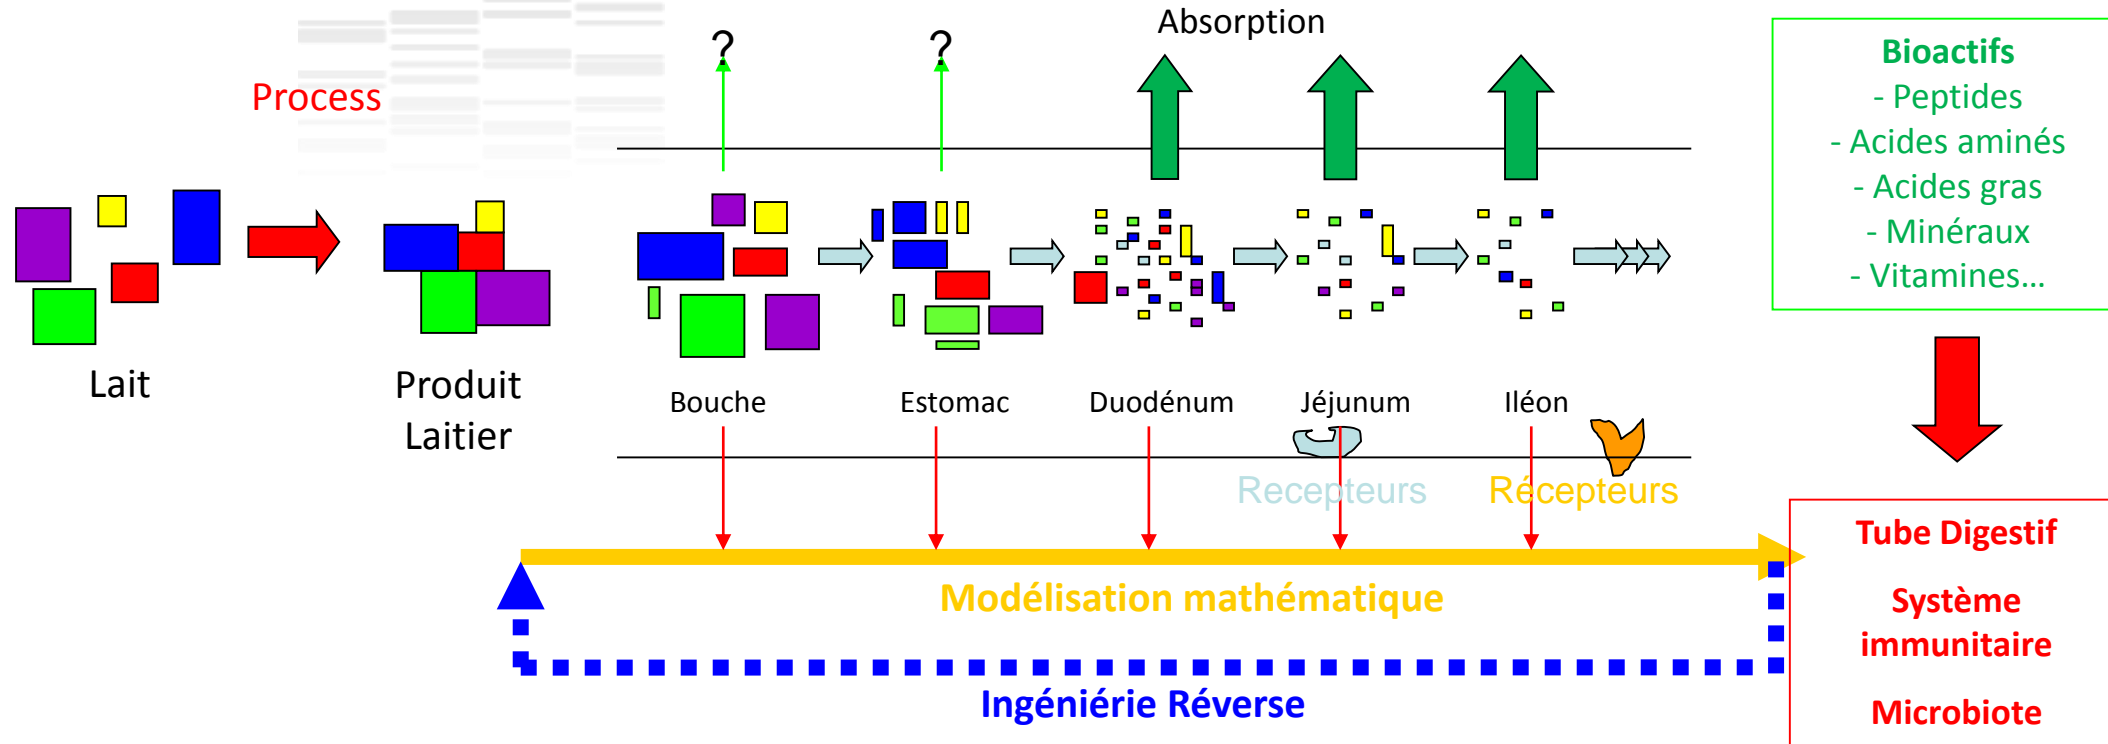 Absorption
?
?
Process
Lait
Produit
Laitier
Bouche
Estomac
Duodénum
Jéjunum
Iléon
Recepteurs
Récepteurs
Modélisation mathématique
Ingéniérie Réverse
Bioactifs
- Peptides
- Acides aminés
- Acides gras
- Minéraux
- Vitamines...
Tube Digestif
Système
immunitaire
Microbiote